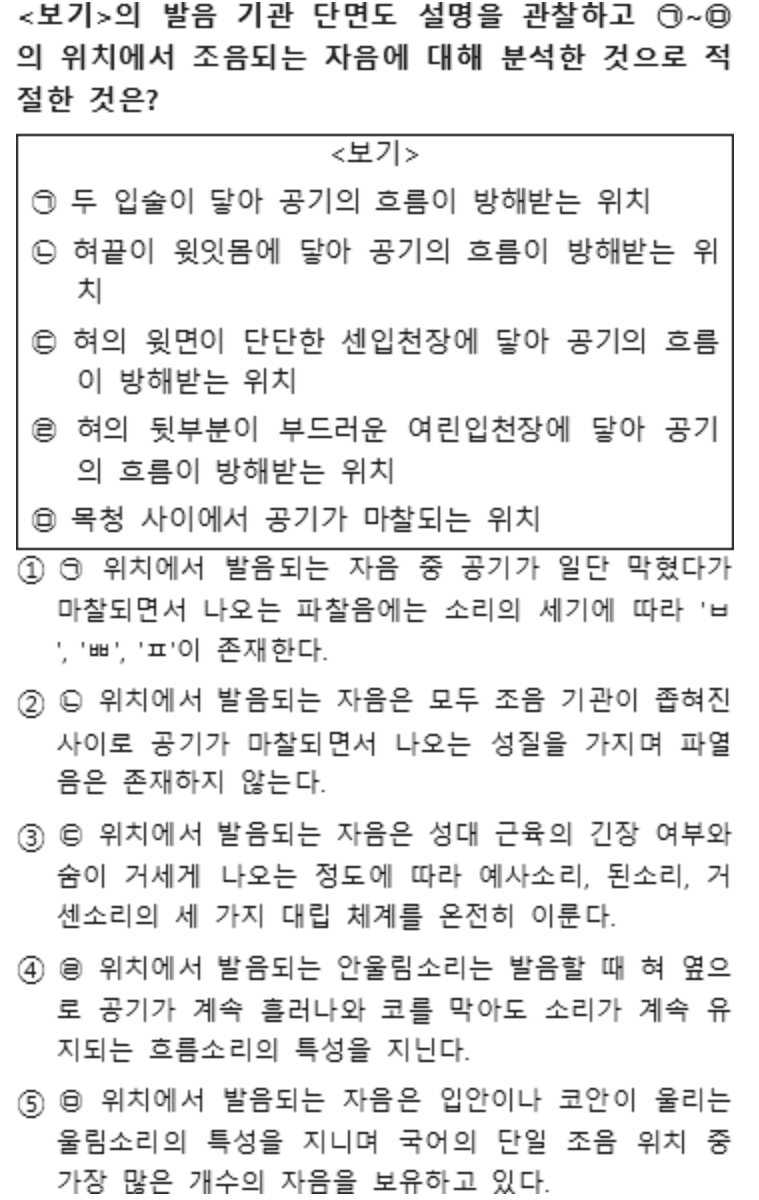 <보기>의 발음 기관 단면도 설명을 관찰하고 ㉠~㉤
의 위치에서 조음되는 자음에 대해 분석한 것으로 적
절한 것은?
<보기>
㉠ 두 입술이 닿아 공기의 흐름이 방해받는 위치
㉡ 혀끝이 윗잇몸에 닿아 공기의 흐름이 방해받는 위
치
㉢ 혀의 윗면이 단단한 센입천장에 닿아 공기의 흐름
이 방해받는 위치
㉣ 혀의 뒷부분이 부드러운 여린입천장에 닿아 공기
의 흐름이 방해받는 위치
㉤ 목청 사이에서 공기가 마찰되는 위치
① ㉠ 위치에서 발음되는 자음 중 공기가 일단 막혔다가
마찰되면서 나오는 파찰음에는 소리의 세기에 따라 'ㅂ
', 'ㅃ', 'ㅍ'이 존재한다.
② ㉡ 위치에서 발음되는 자음은 모두 조음 기관이 좁혀진
사이로 공기가 마찰되면서 나오는 성질을 가지며 파열
음은 존재하지 않는다.
③ ㉢ 위치에서 발음되는 자음은 성대 근육의 긴장 여부와
숨이 거세게 나오는 정도에 따라 예사소리, 된소리, 거
센소리의 세 가지 대립 체계를 온전히 이룬다.
④ ㉣ 위치에서 발음되는 안울림소리는 발음할 때 혀 옆으
로 공기가 계속 흘러나와 코를 막아도 소리가 계속 유
지되는 흐름소리의 특성을 지닌다.
⑤ ㉤ 위치에서 발음되는 자음은 입안이나 코안이 울리는
울림소리의 특성을 지니며 국어의 단일 조음 위치 중
가장 많은 개수의 자음을 보유하고 있다.